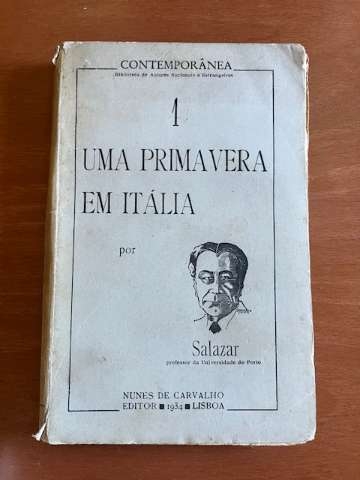 CONTEMPORÂNEA
Biblioteca de Autores Nacionais e Estrangeiros
1
UMA PRIMAVERA
EM ITÁLIA
por
Salazar
professor da Universidade do Porto
NUNES DE CARVALHO
EDITOR ■ 1934 ■ LISBOA